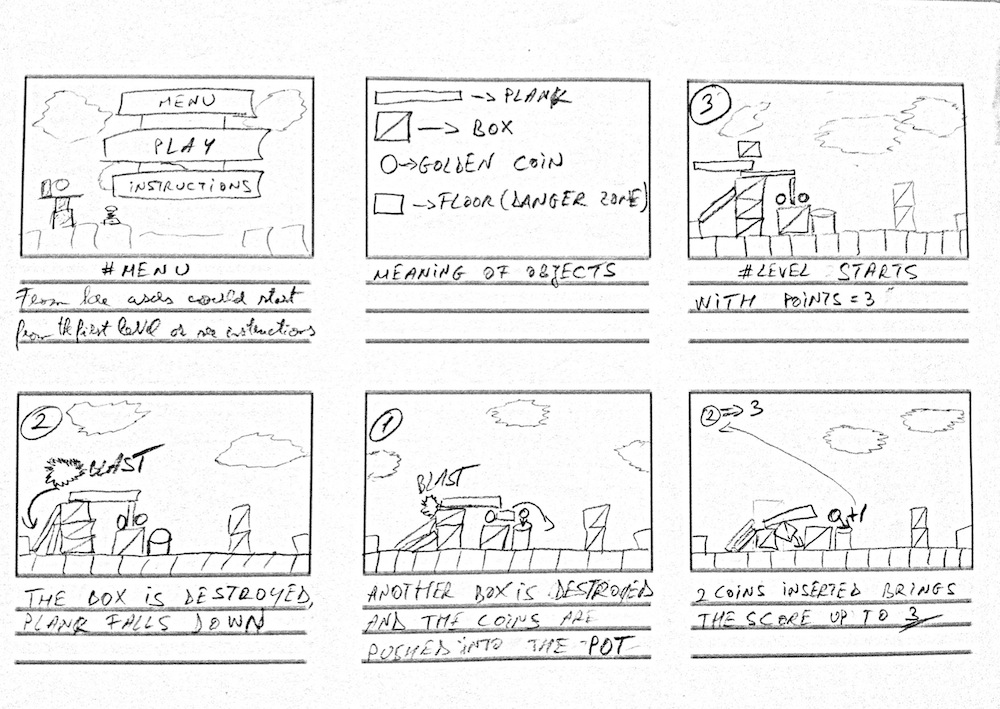 MENU
PLAY
INSTRUCTIONS
#MENU
From here users could start
from the first level or see instructions
→ PLANK
→ BOX
→ GOLDEN COIN
→ FLOOR (DANGER ZONE)
MEANING OF OBJECTS
3
#LEVEL STARTS
WITH POINTS = 3
2
BLAST
THE BOX IS DESTROYED,
PLANK FALLS DOWN
1
BLAST
ANOTHER BOX IS DESTROYED
AND THE COINS ARE
PUSHED INTO THE POT
2 ⇒ 3
+1
2 COINS INSERTED BRINGS
THE SCORE UP TO 3